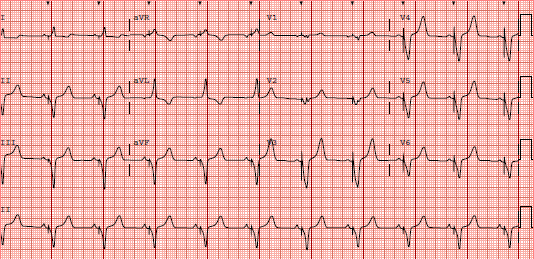 I aVR V1 V4
II aVL V2 V5
III aVF V3 V6
II